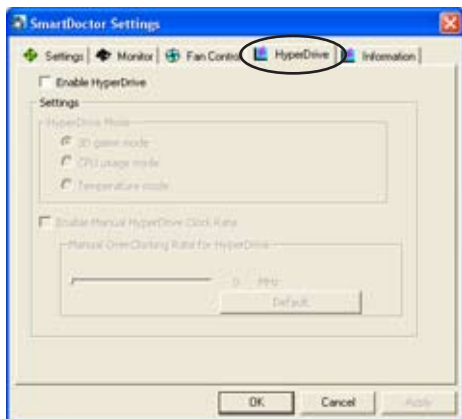 SmartDoctor Settings
Settings Monitor Fan Control HyperDrive Information
Enable HyperDrive
Settings
HyperDrive Mode
3D game mode
CPU usage mode
Temperature mode
Enable Manual HyperDrive Clock Rate
Manual OverClocking Rate for HyperDrive
0 MHz
Default
OK Cancel Apply